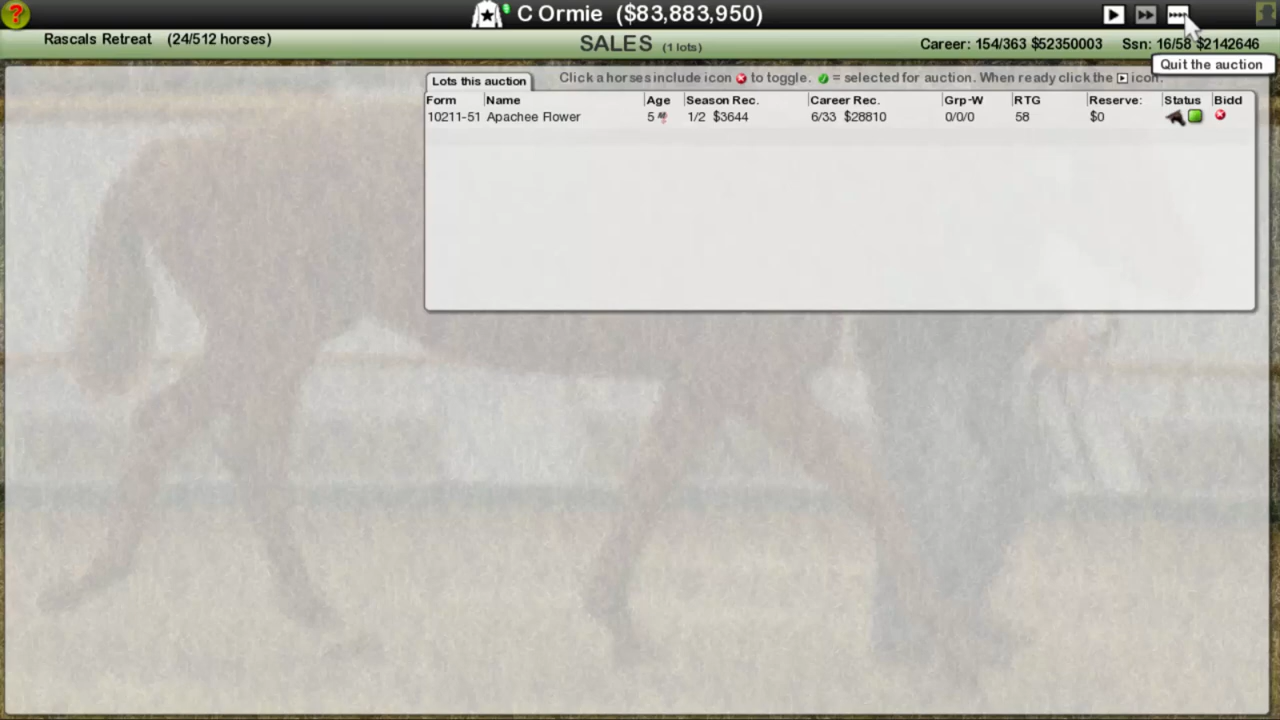 ? C Ormie ($83,883,950)
Rascals Retreat (24/512 horses) SALES (1 lots) Career: 154/363 $52350003 Ssn: 16/58 $2142646
Quit the auction
Lots this auction Click a horses include icon to toggle. = selected for auction. When ready click the icon.
Form Name Age Season Rec. Career Rec. Grp-W RTG Reserve: Status Bidd
10211-51 Apachee Flower 5 1/2 $3644 6/33 $28810 0/0/0 58 $0